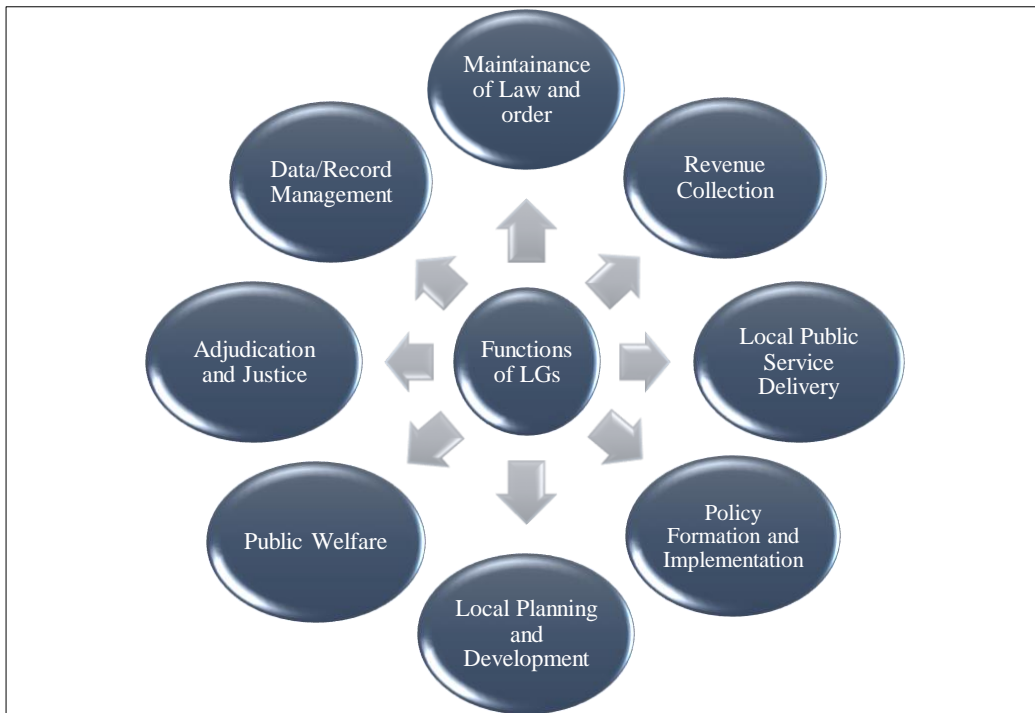 Maintainance
of Law and
order
Revenue
Collection
Local Public
Service
Delivery
Policy
Formation and
Implementation
Local Planning
and
Development
Public Welfare
Adjudication
and Justice
Data/Record
Management
Functions
of LGs